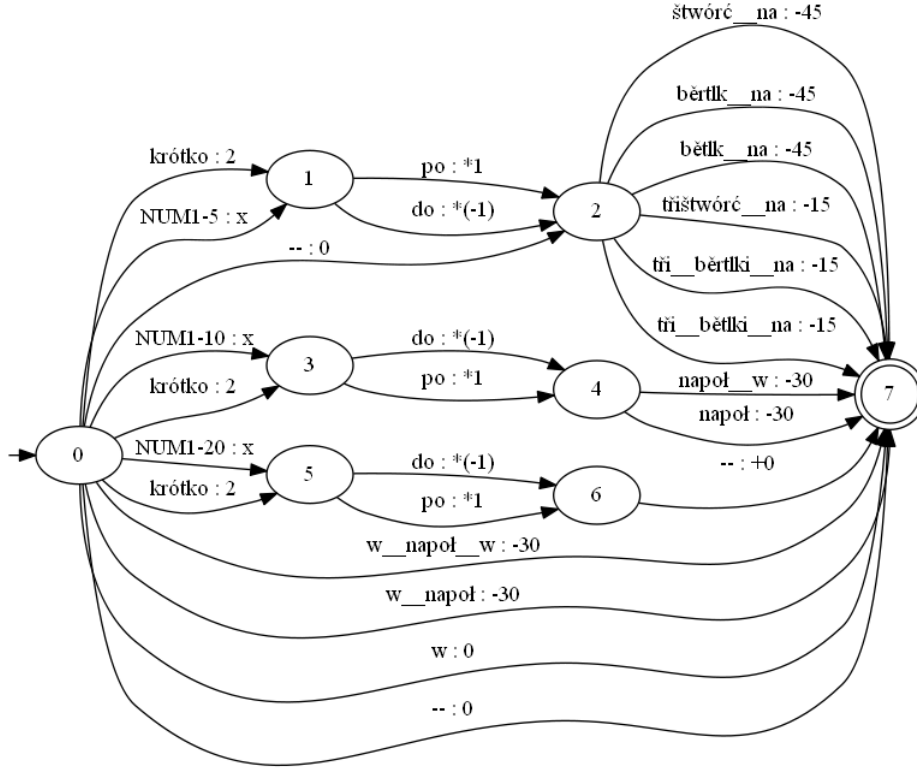 štwórć__na : -45
běrtlk__na : -45
krótko : 2
1
po : *1
bětlk__na : -45
NUM1-5 : x
do : *(-1)
2
třištwórć__na : -15
-- : 0
tři__běrtlki__na : -15
NUM1-10 : x
3
do : *(-1)
tři__bětlki__na : -15
krótko : 2
po : *1
4
napoł__w : -30
7
0
NUM1-20 : x
napoł : -30
krótko : 2
5
do : *(-1)
6
-- : +0
po : *1
w__napoł__w : -30
w__napoł : -30
w : 0
-- : 0